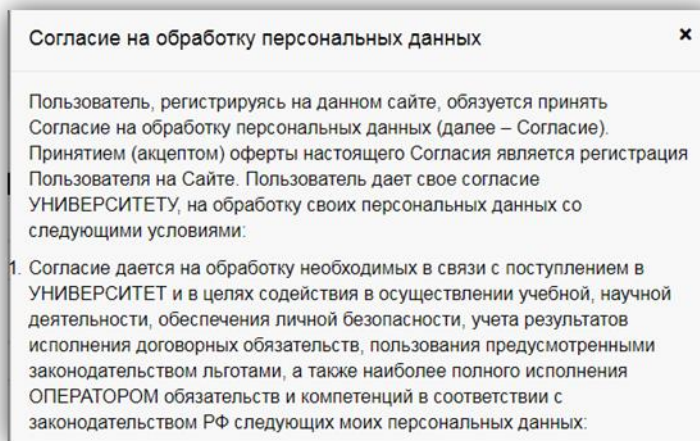 Согласие на обработку персональных данных
×
Пользователь, регистрируясь на данном сайте, обязуется принять
Согласие на обработку персональных данных (далее – Согласие).
Принятием (акцептом) оферты настоящего Согласия является регистрация
Пользователя на Сайте. Пользователь дает свое согласие
УНИВЕРСИТЕТУ, на обработку своих персональных данных со
следующими условиями:
1. Согласие дается на обработку необходимых в связи с поступлением в
УНИВЕРСИТЕТ и в целях содействия в осуществлении учебной, научной
деятельности, обеспечения личной безопасности, учета результатов
исполнения договорных обязательств, пользования предусмотренными
законодательством льготами, а также наиболее полного исполнения
ОПЕРАТОРОМ обязательств и компетенций в соответствии с
законодательством РФ следующих моих персональных данных: